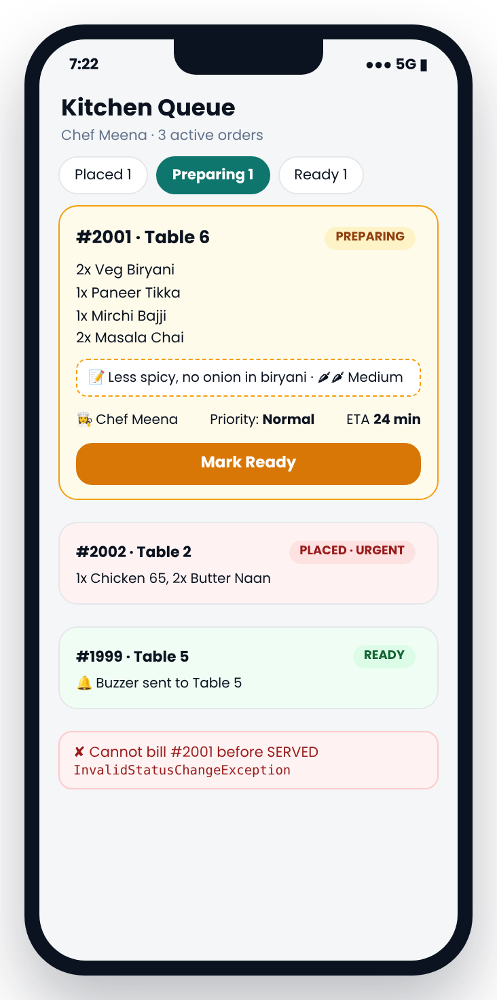 7:22
●●● 5G ▮
Kitchen Queue
Chef Meena · 3 active orders
Placed 1
Preparing 1
Ready 1
#2001 · Table 6
PREPARING
2x Veg Biryani
1x Paneer Tikka
1x Mirchi Bajji
2x Masala Chai
📝 Less spicy, no onion in biryani · 🌶🌶 Medium
👩‍🍳 Chef Meena
Priority: Normal
ETA 24 min
Mark Ready
#2002 · Table 2
PLACED · URGENT
1x Chicken 65, 2x Butter Naan
#1999 · Table 5
READY
🔔 Buzzer sent to Table 5
✘ Cannot bill #2001 before SERVED
InvalidStatusChangeException